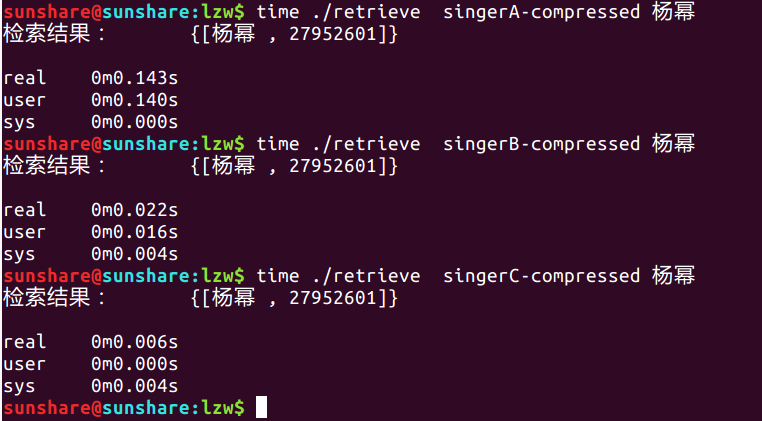 sunshare@sunshare:lzw$ time ./retrieve  singerA-compressed 杨幂
检索结果：       {[杨幂 , 27952601]}
real    0m0.143s
user    0m0.140s
sys     0m0.000s
sunshare@sunshare:lzw$ time ./retrieve  singerB-compressed 杨幂
检索结果：       {[杨幂 , 27952601]}
real    0m0.022s
user    0m0.016s
sys     0m0.004s
sunshare@sunshare:lzw$ time ./retrieve  singerC-compressed 杨幂
检索结果：       {[杨幂 , 27952601]}
real    0m0.006s
user    0m0.000s
sys     0m0.004s
sunshare@sunshare:lzw$